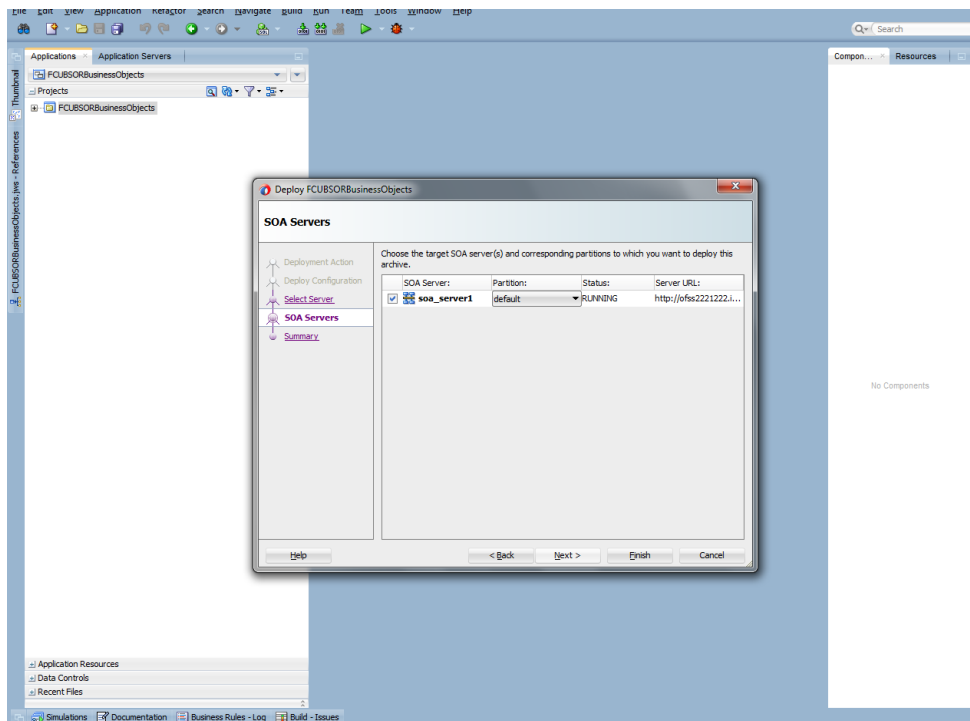 File Edit View Application Refactor Search Navigate Build Run Team Tools Window Help
Search
Applications Application Servers
Compon... Resources
FCUBSORBusinessObjects
Projects
FCUBSORBusinessObjects
Thumbnail
FCUBSORBusinessObjects.jws - References
Deploy FCUBSORBusinessObjects
SOA Servers
Deployment Action
Deploy Configuration
Select Server
SOA Servers
Summary
Choose the target SOA server(s) and corresponding partitions to which you want to deploy this
archive.
SOA Server: Partition: Status: Server URL:
soa_server1 default RUNNING http://ofss2221222.i...
No Components
Help < Back Next > Finish Cancel
Application Resources
Data Controls
Recent Files
Simulations Documentation Business Rules - Log Build - Issues